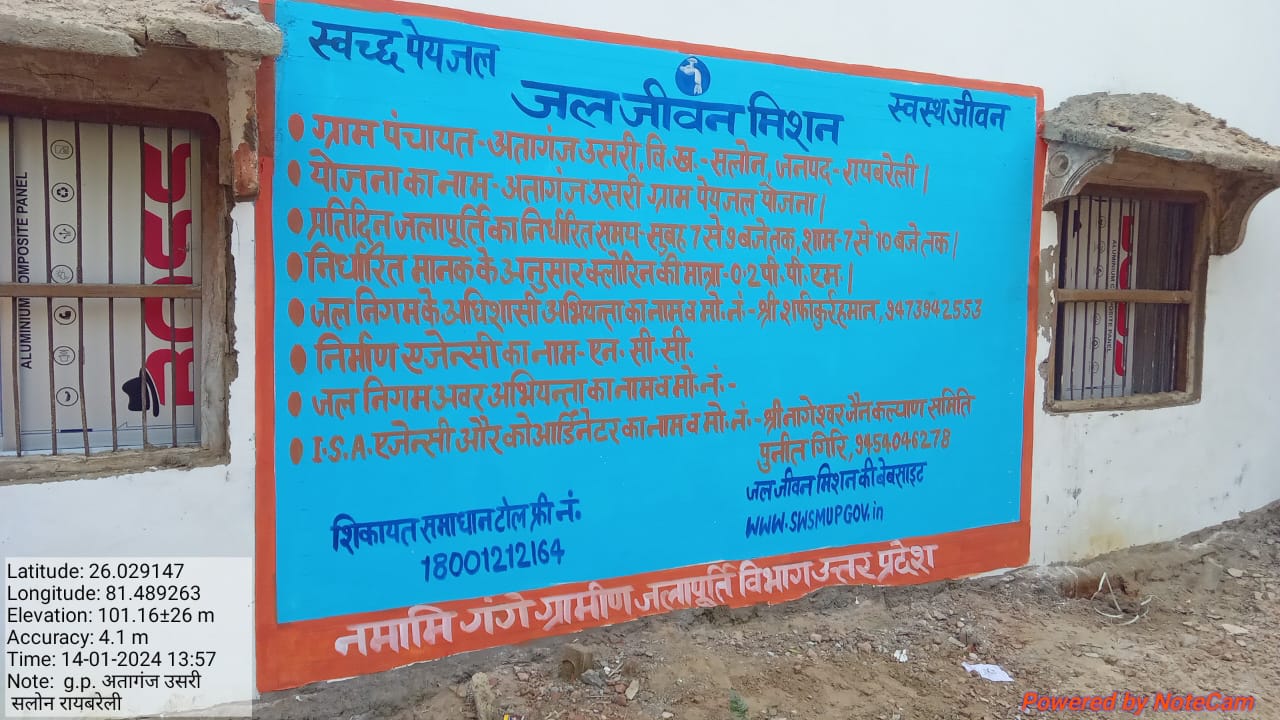 स्वच्छ पेयजल
जल जीवन मिशन
स्वस्थ जीवन
• ग्राम पंचायत-अतागंज उसरी, वि.ख.-सलोन, जनपद-रायबरेली |
• योजना का नाम-अतागंज उसरी ग्राम पेयजल योजना |
• प्रतिदिन जलापूर्ति का निर्धारित समय-सुबह 7 से 9 बजे तक, शाम-7 से 10 बजे तक |
• निर्धारित मानक के अनुसार क्लोरिन की मात्रा-0.2 पी.पी.एम. |
• जल निगम के अधिशासी अभियन्ता का नाम व मो.नं.-श्री शफीकुर्रहमान, 9473942553
• निर्माण एजेन्सी का नाम-एन.सी.सी.
• जल निगम अवर अभियन्ता का नाम व मो.नं.-
• I.S.A. एजेन्सी और कोआर्डिनेटर का नाम व मो.नं.-श्री नागेश्वर जैन कल्याण समिति
पुनीत गिरि, 9454046278
जल जीवन मिशन की बेबसाइट
WWW.SWSMUPGOV.in
शिकायत समाधान टोल फ्री नं.
18001212164
नमामि गंगे ग्रामीण जलापूर्ति विभाग उत्तर प्रदेश
ALUMINIUM COMPOSITE PANEL
BOSS
Latitude: 26.029147
Longitude: 81.489263
Elevation: 101.16±26 m
Accuracy: 4.1 m
Time: 14-01-2024 13:57
Note: g.p. अतागंज उसरी
सलोन रायबरेली
Powered by NoteCam